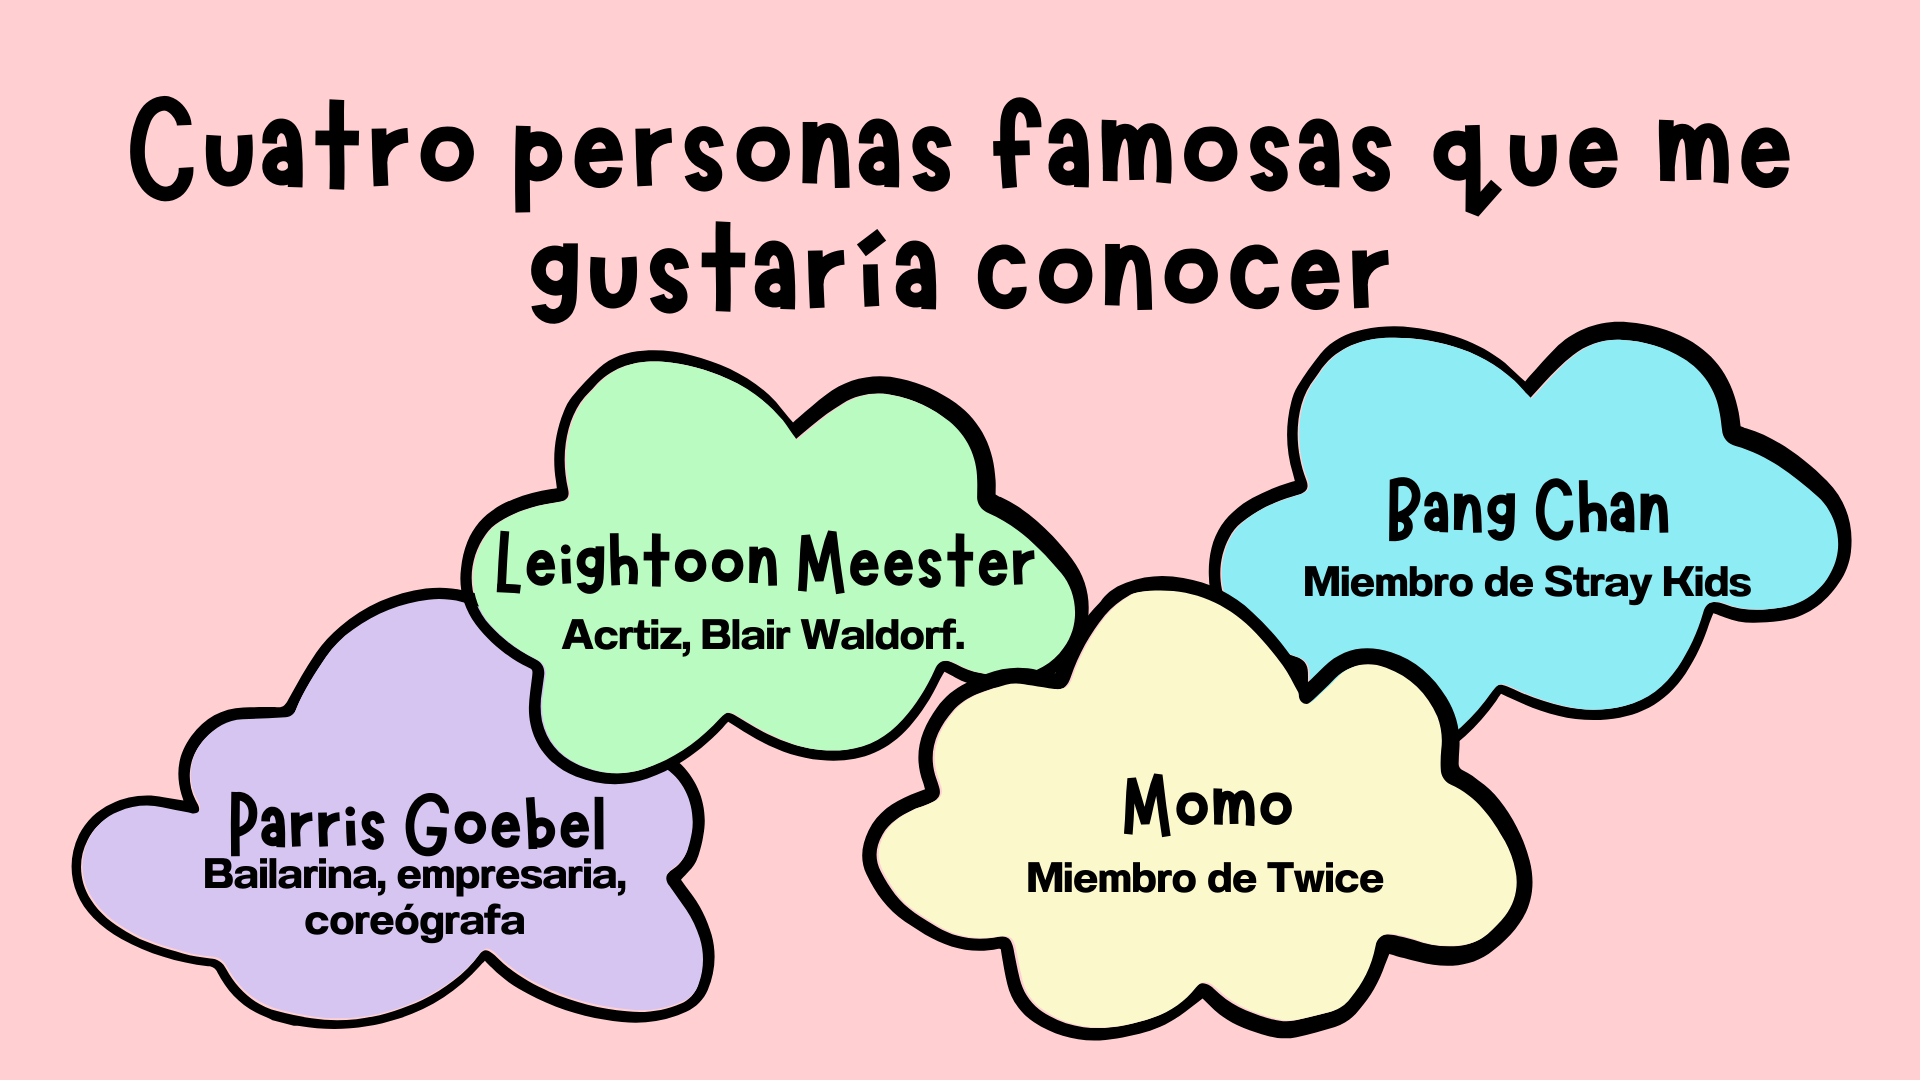 Cuatro personas famosas que me
gustaría conocer
Leightoon Meester
Acrtiz, Blair Waldorf.
Bang Chan
Miembro de Stray Kids
Parris Goebel
Bailarina, empresaria,
coreógrafa
Momo
Miembro de Twice